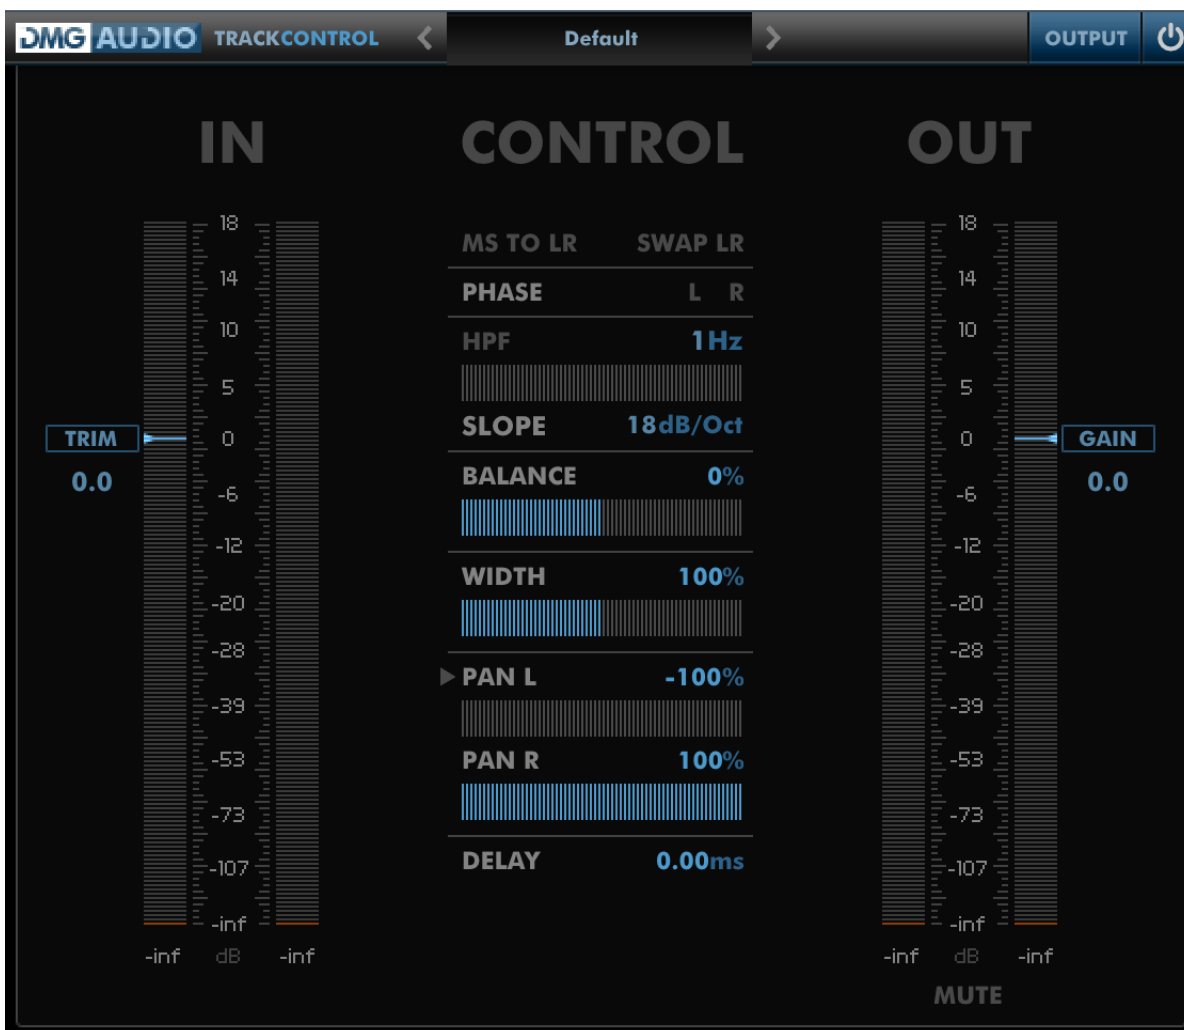 DMG AUDIO TRACKCONTROL Default OUTPUT
IN CONTROL OUT
18 18
MS TO LR SWAP LR
14 14
PHASE L R
10 10
HPF 1Hz
5 5
SLOPE 18dB/Oct
TRIM 0 0 GAIN
0.0 0.0
BALANCE 0%
-6 -6
-12 -12
WIDTH 100%
-20 -20
-28 -28
PAN L -100%
-39 -39
-53 -53
PAN R 100%
-73 -73
DELAY 0.00ms
-107 -107
-inf -inf
-inf dB -inf -inf dB -inf
MUTE